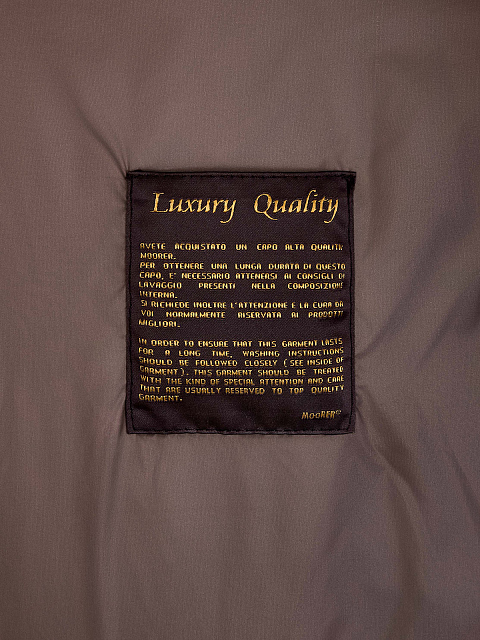 Luxury Quality
AVETE ACQUISTATO UN CAPO ALTA QUALITA'
MOORER.
PER OTTENERE UNA LUNGA DURATA DI QUESTO
CAPO, E' NECESSARIO ATTENERSI AI CONSIGLI DI
LAVAGGIO PRESENTI NELLA COMPOSIZIONE
INTERNA.
SI RICHIEDE INOLTRE L'ATTENZIONE E LA CURA DA
VOI NORMALMENTE RISERVATA AI PRODOTTI
MIGLIORI.
IN ORDER TO ENSURE THAT THIS GARMENT LASTS
FOR A LONG TIME, WASHING INSTRUCTIONS
SHOULD BE FOLLOWED CLOSELY (SEE INSIDE OF
GARMENT). THIS GARMENT SHOULD BE TREATED
WITH THE KIND OF SPECIAL ATTENTION AND CARE
THAT ARE USUALLY RESERVED TO TOP QUALITY
GARMENT.
MOORER®